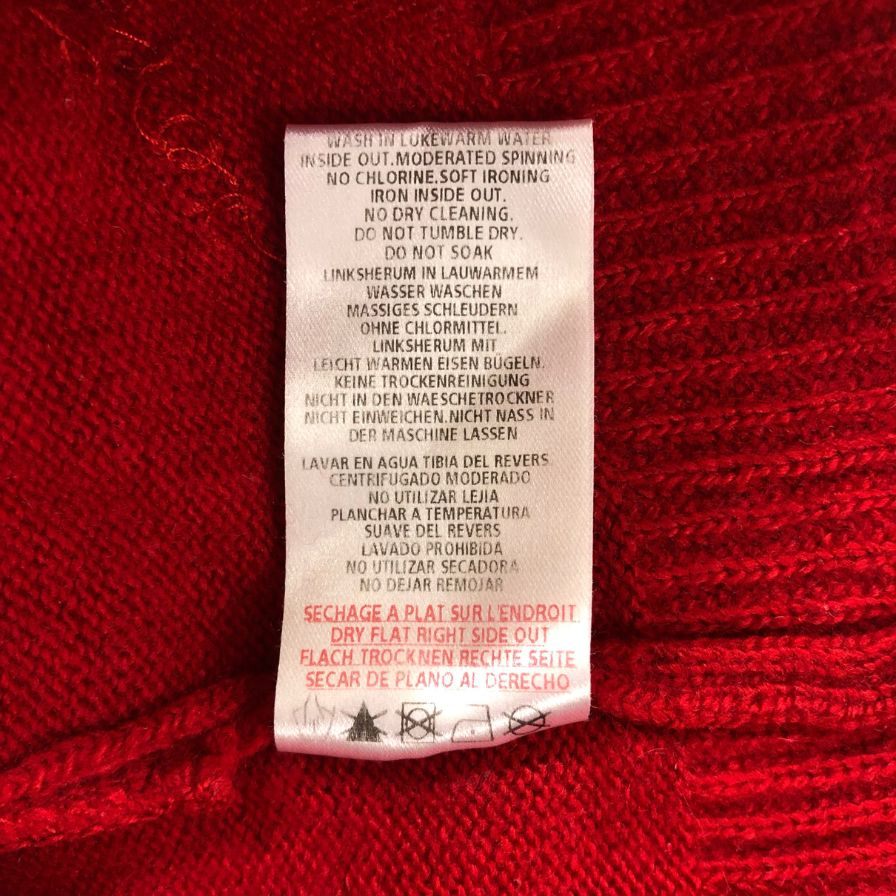 WASH IN LUKEWARM WATER
INSIDE OUT.MODERATED SPINNING
NO CHLORINE.SOFT IRONING
IRON INSIDE OUT.
NO DRY CLEANING.
DO NOT TUMBLE DRY.
DO NOT SOAK
LINKSHERUM IN LAUWARMEM
WASSER WASCHEN
MASSIGES SCHLEUDERN
OHNE CHLORMITTEL.
LINKSHERUM MIT
LEICHT WARMEN EISEN BÜGELN.
KEINE TROCKENREINIGUNG
NICHT IN DEN WAESCHETROCKNER
NICHT EINWEICHEN.NICHT NASS IN
DER MASCHINE LASSEN
LAVAR EN AGUA TIBIA DEL REVERS
CENTRIFUGADO MODERADO
NO UTILIZAR LEJIA
PLANCHAR A TEMPERATURA
SUAVE DEL REVERS
LAVADO PROHIBIDA
NO UTILIZAR SECADORA
NO DEJAR REMOJAR
SECHAGE A PLAT SUR L'ENDROIT
DRY FLAT RIGHT SIDE OUT
FLACH TROCKNEN RECHTE SEITE
SECAR DE PLANO AL DERECHO